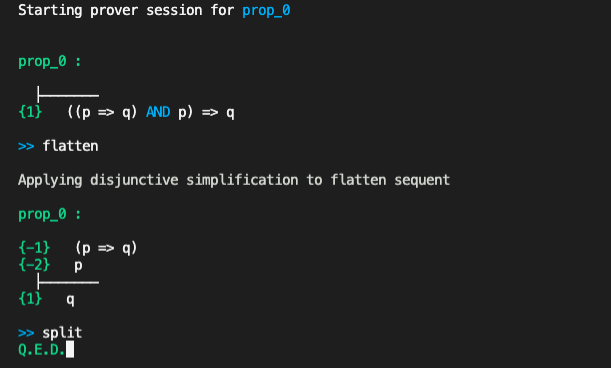 Starting prover session for prop_0
prop_0 :
├───────
{1}   ((p => q) AND p) => q
>> flatten
Applying disjunctive simplification to flatten sequent
prop_0 :
{-1}   (p => q)
{-2}   p
├───────
{1}   q
>> split
Q.E.D.